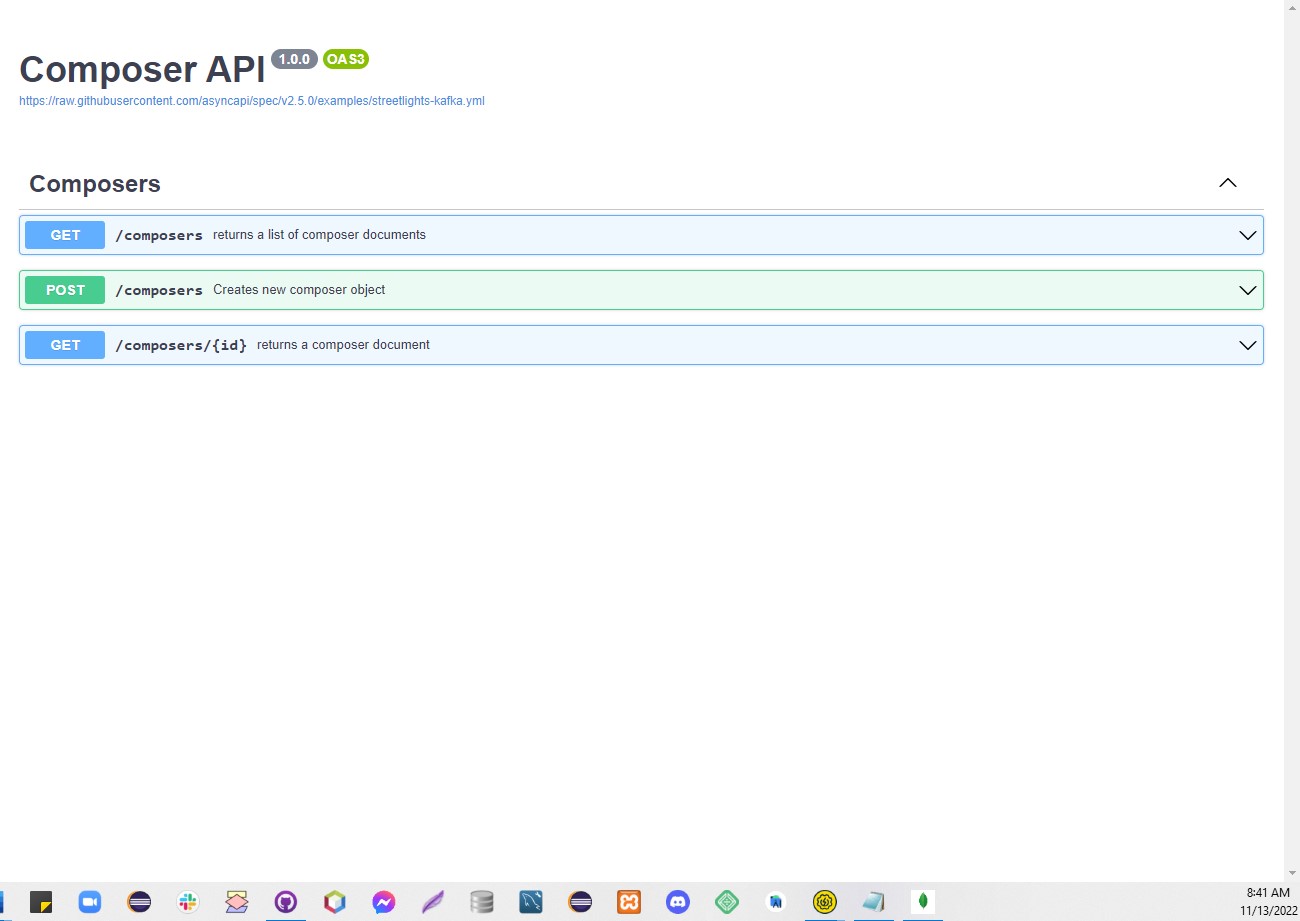 Composer API 1.0.0 OAS3
https://raw.githubusercontent.com/asyncapi/spec/v2.5.0/examples/streetlights-kafka.yml
Composers
GET /composers returns a list of composer documents
POST /composers Creates new composer object
GET /composers/{id} returns a composer document
8:41 AM
11/13/2022